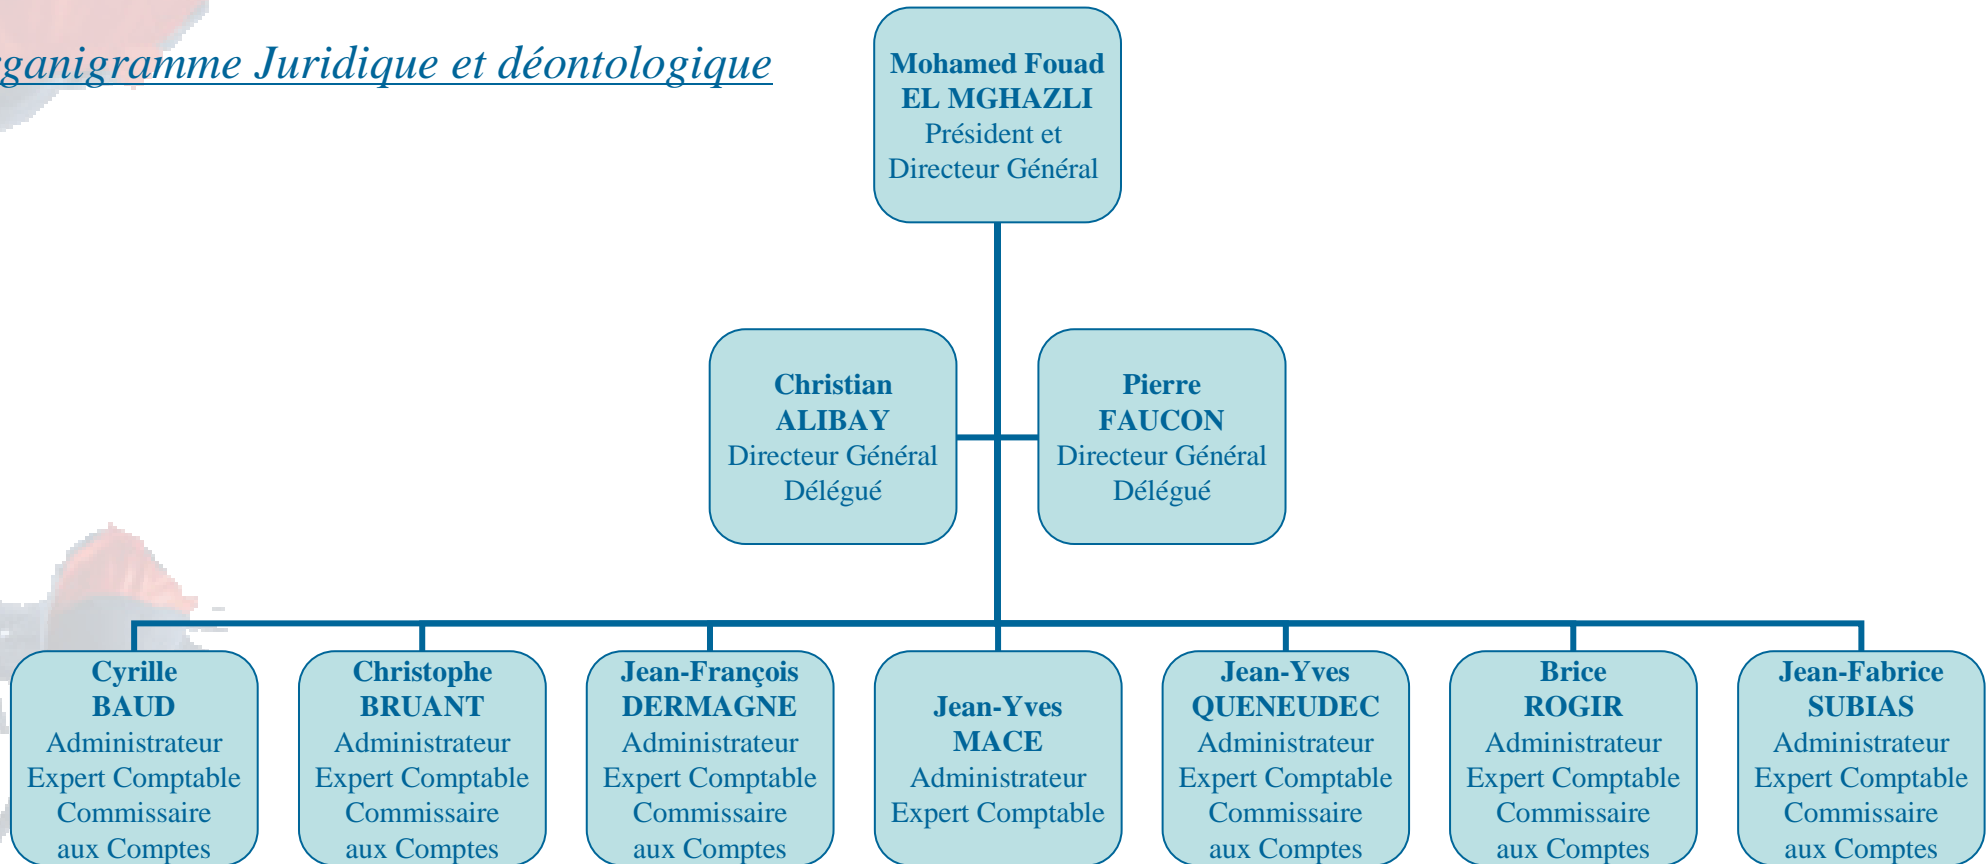 ganigramme Juridique et déontologique
Mohamed Fouad
EL MGHAZLI
Président et
Directeur Général
Christian
ALIBAY
Directeur Général
Délégué
Pierre
FAUCON
Directeur Général
Délégué
Cyrille
BAUD
Administrateur
Expert Comptable
Commissaire
aux Comptes
Christophe
BRUANT
Administrateur
Expert Comptable
Commissaire
aux Comptes
Jean-François
DERMAGNE
Administrateur
Expert Comptable
Commissaire
aux Comptes
Jean-Yves
MACE
Administrateur
Expert Comptable
Jean-Yves
QUENEUDEC
Administrateur
Expert Comptable
Commissaire
aux Comptes
Brice
ROGIR
Administrateur
Expert Comptable
Commissaire
aux Comptes
Jean-Fabrice
SUBIAS
Administrateur
Expert Comptable
Commissaire
aux Comptes